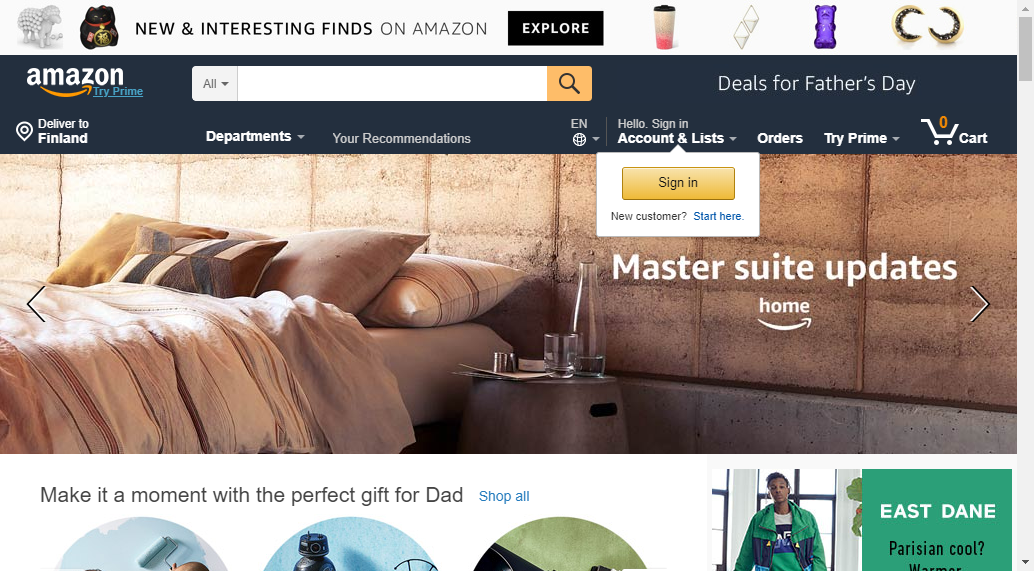 NEW & INTERESTING FINDS ON AMAZON EXPLORE
amazon
Try Prime
All
Deals for Father's Day
Deliver to
Finland
Departments
Your Recommendations
EN
Hello. Sign in
Account & Lists
Orders
Try Prime
0
Cart
Sign in
New customer? Start here.
Master suite updates
home
Make it a moment with the perfect gift for Dad Shop all
EAST DANE
Parisian cool?
Warmer